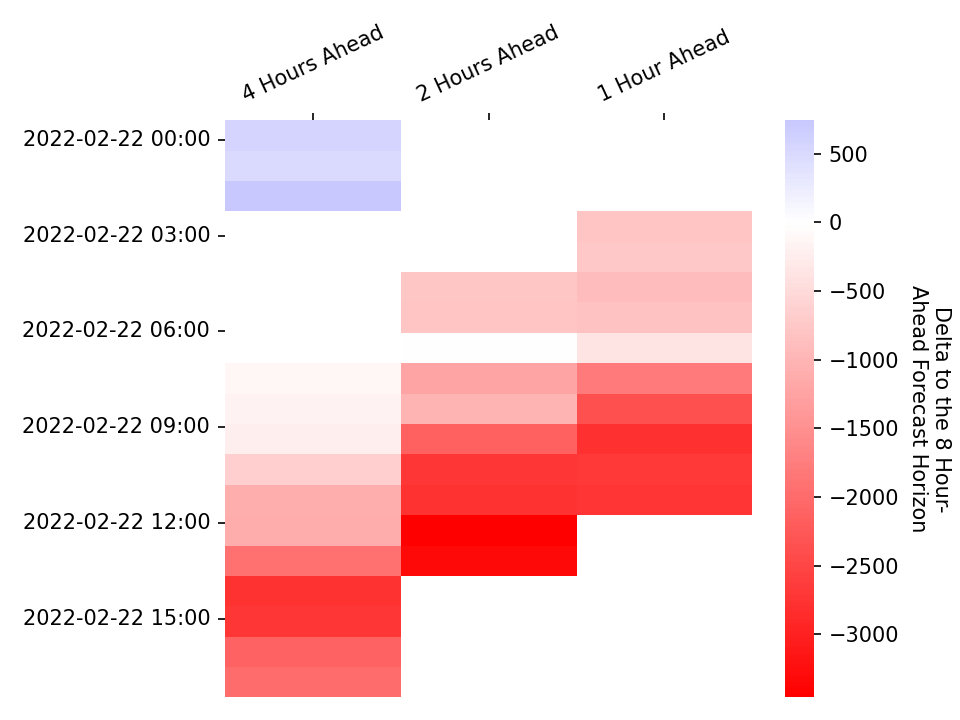 4 Hours Ahead
2 Hours Ahead
1 Hour Ahead
2022-02-22 00:00
2022-02-22 03:00
2022-02-22 06:00
2022-02-22 09:00
2022-02-22 12:00
2022-02-22 15:00
500
0
−500
−1000
−1500
−2000
−2500
−3000
Delta to the 8 Hour-
Ahead Forecast Horizon